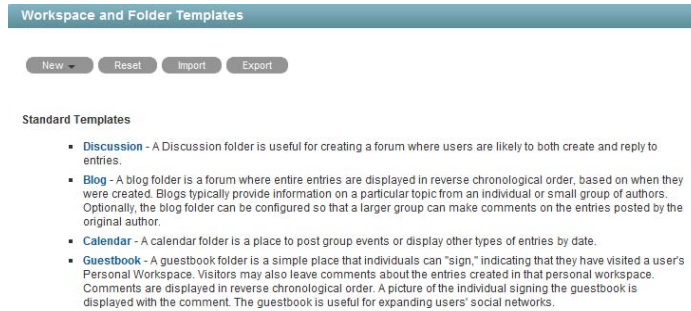 Workspace and Folder Templates
New Reset Import Export
Standard Templates
Discussion - A Discussion folder is useful for creating a forum where users are likely to both create and reply to
entries.
Blog - A blog folder is a forum where entire entries are displayed in reverse chronological order, based on when they
were created. Blogs typically provide information on a particular topic from an individual or small group of authors.
Optionally, the blog folder can be configured so that a larger group can make comments on the entries posted by the
original author.
Calendar - A calendar folder is a place to post group events or display other types of entries by date.
Guestbook - A guestbook folder is a simple place that individuals can "sign," indicating that they have visited a user's
Personal Workspace. Visitors may also leave comments about the entries created in that personal workspace.
Comments are displayed in reverse chronological order. A picture of the individual signing the guestbook is
displayed with the comment. The guestbook is useful for expanding users' social networks.